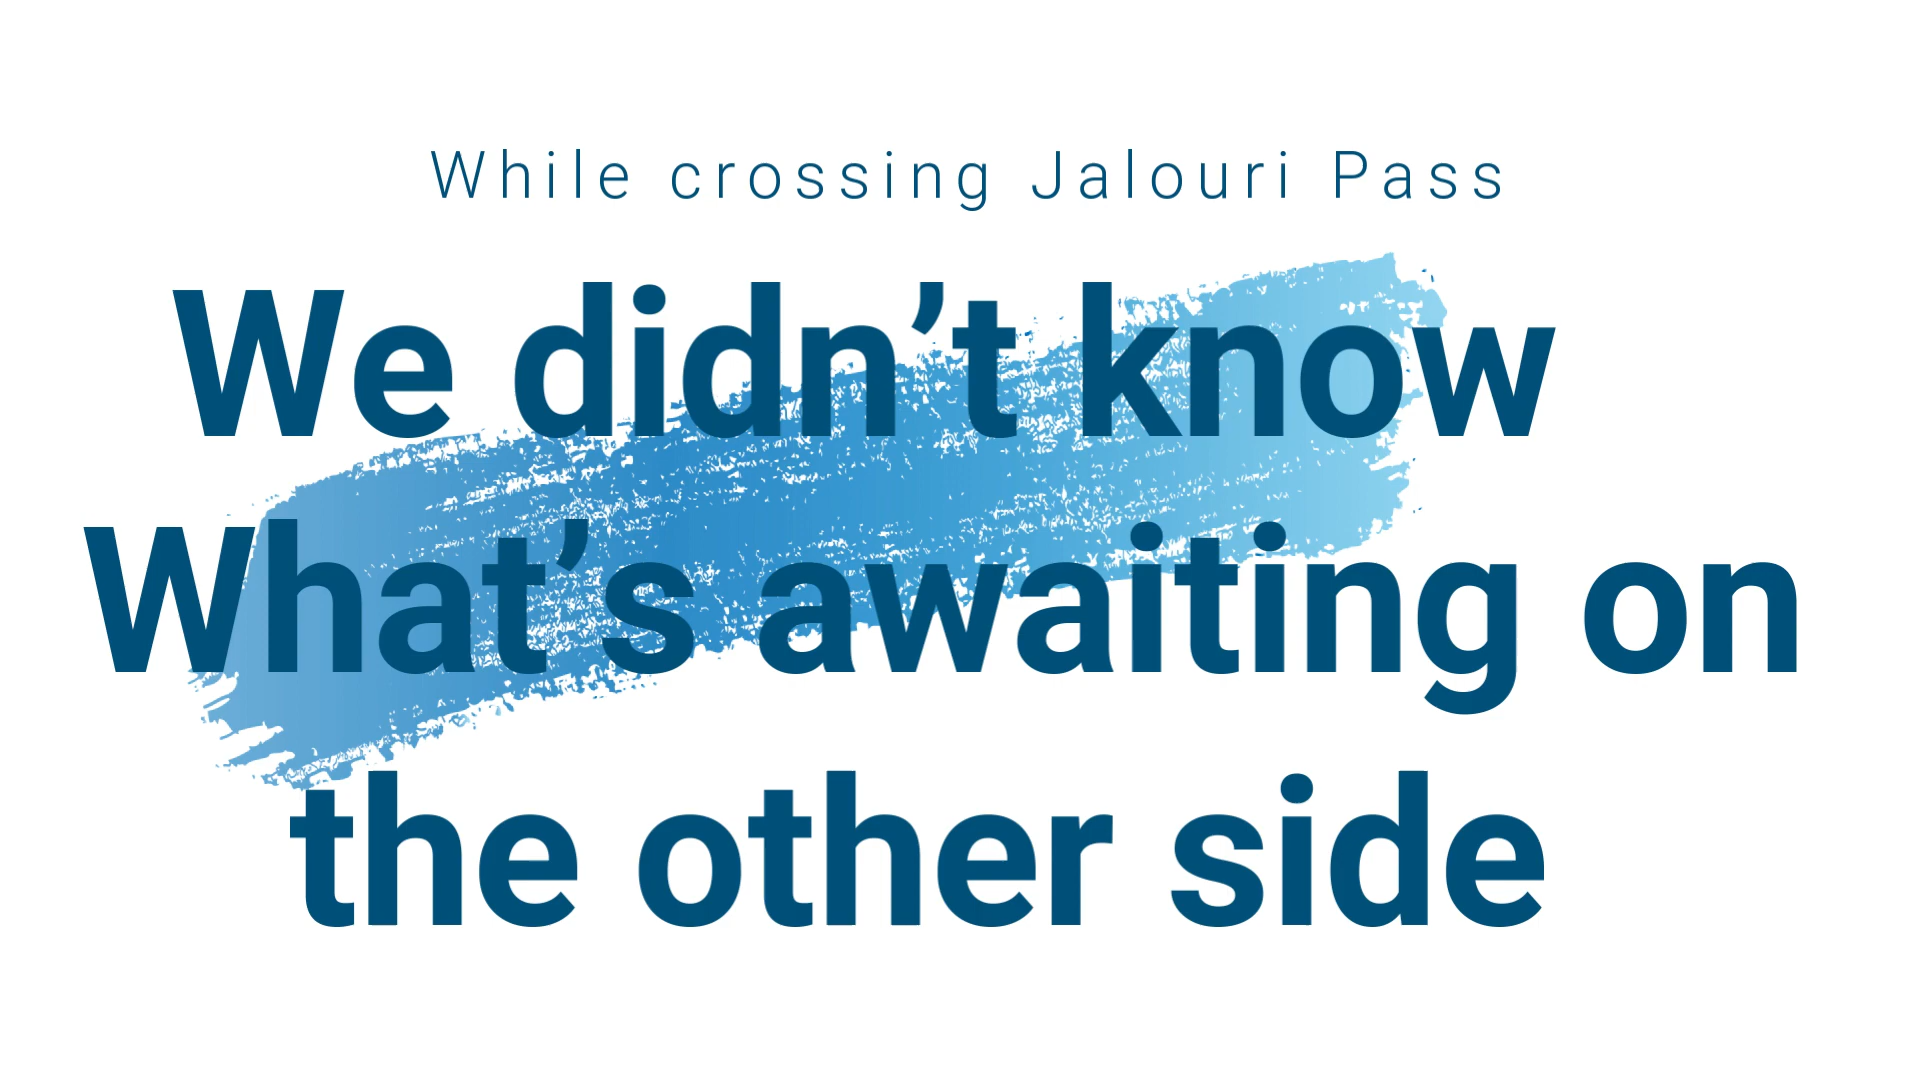 While crossing Jalouri Pass
We didn’t know
What’s awaiting on
the other side